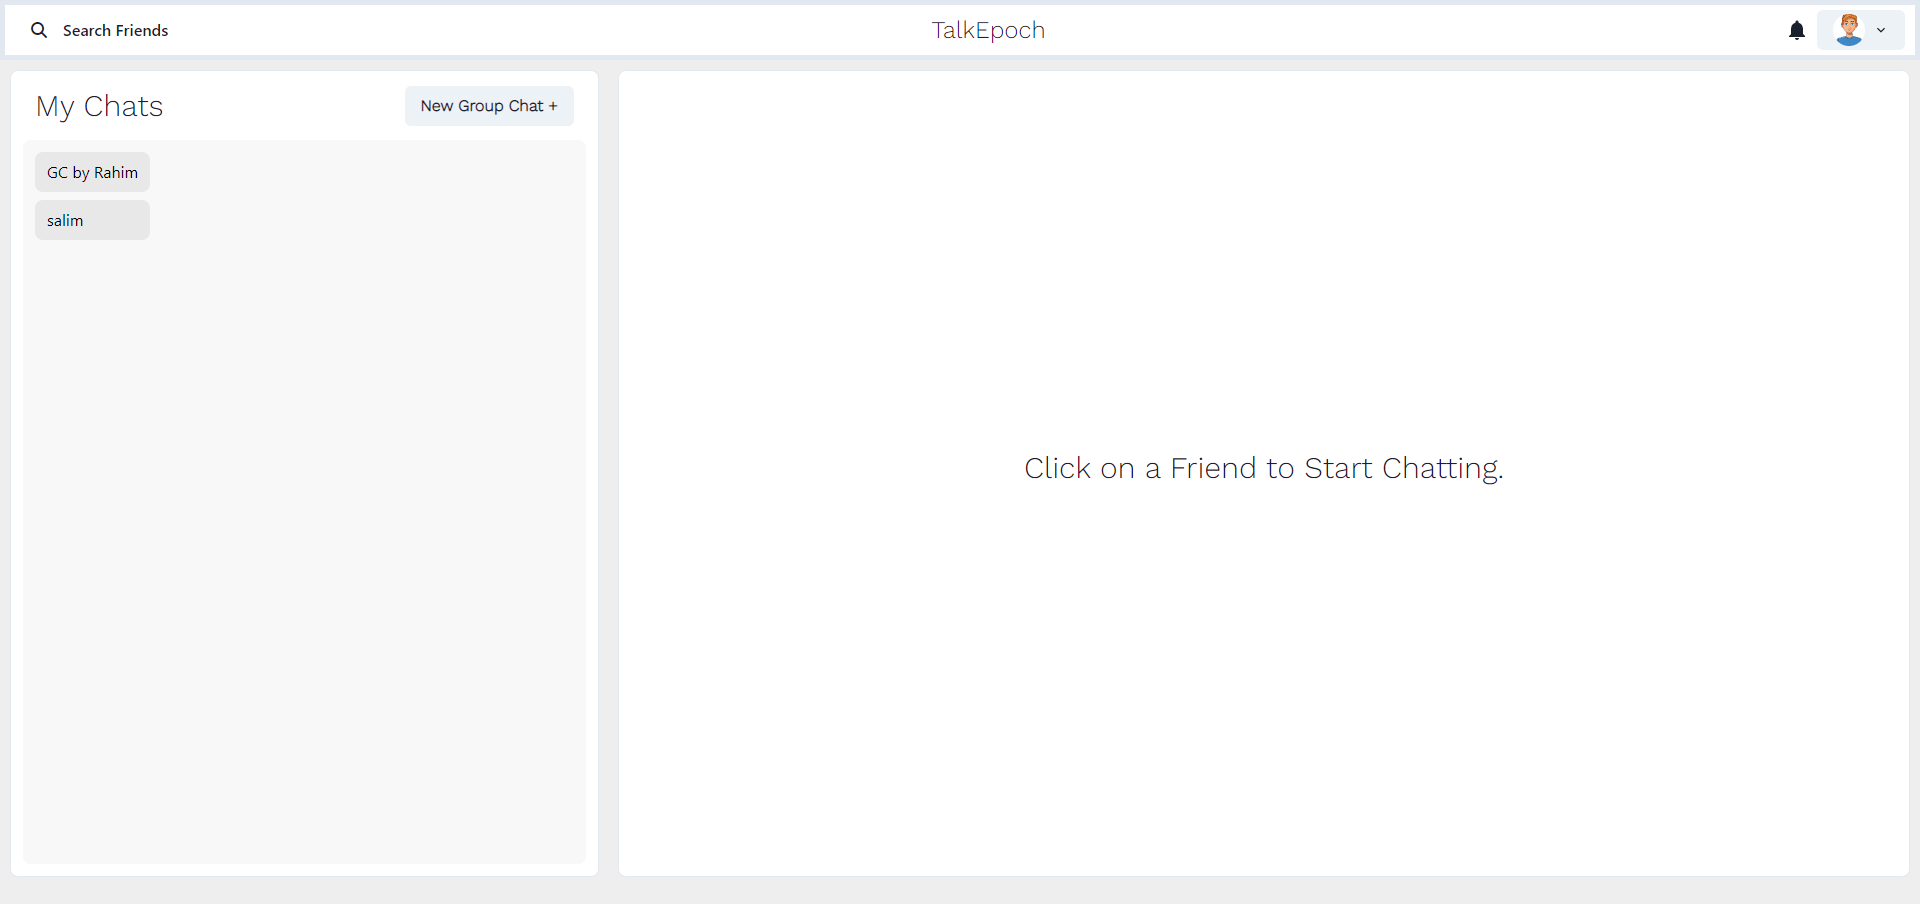 Search Friends
TalkEpoch
My Chats
New Group Chat +
GC by Rahim
salim
Click on a Friend to Start Chatting.